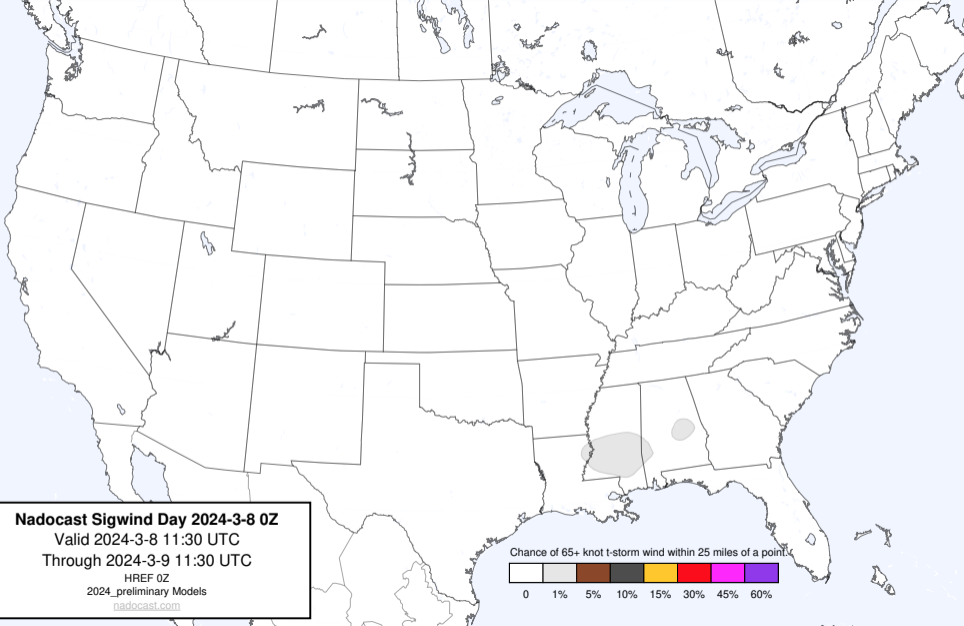 Nadocast Sigwind Day 2024-3-8 0Z
Valid 2024-3-8 11:30 UTC
Through 2024-3-9 11:30 UTC
HREF 0Z
2024_preliminary Models
nadocast.com
Chance of 65+ knot t-storm wind within 25 miles of a point.
0 1% 5% 10% 15% 30% 45% 60%